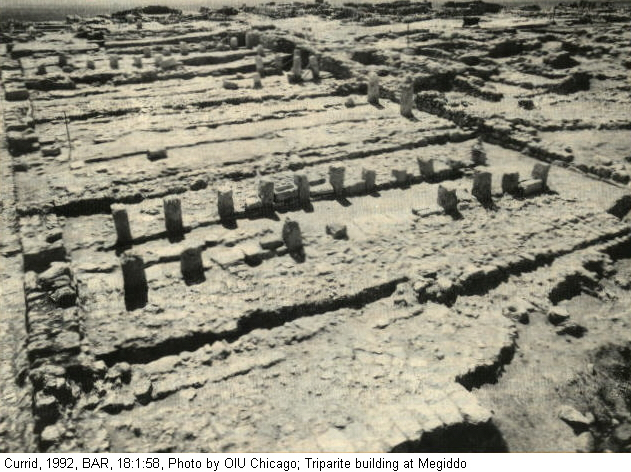 Currid, 1992, BAR, 18:1:58, Photo by OIU Chicago; Triparite building at Megiddo